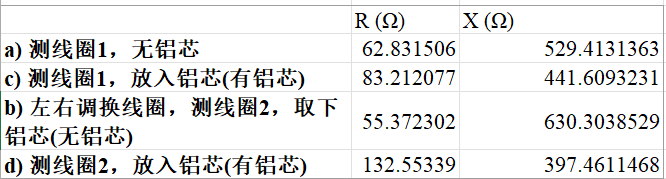 R (Ω) X (Ω)
a) 测线圈1，无铝芯 62.831506 529.4131363
c) 测线圈1，放入铝芯(有铝芯) 83.212077 441.6093231
b) 左右调换线圈，测线圈2，取下
铝芯(无铝芯) 55.372302 630.3038529
d) 测线圈2，放入铝芯(有铝芯) 132.55339 397.4611468